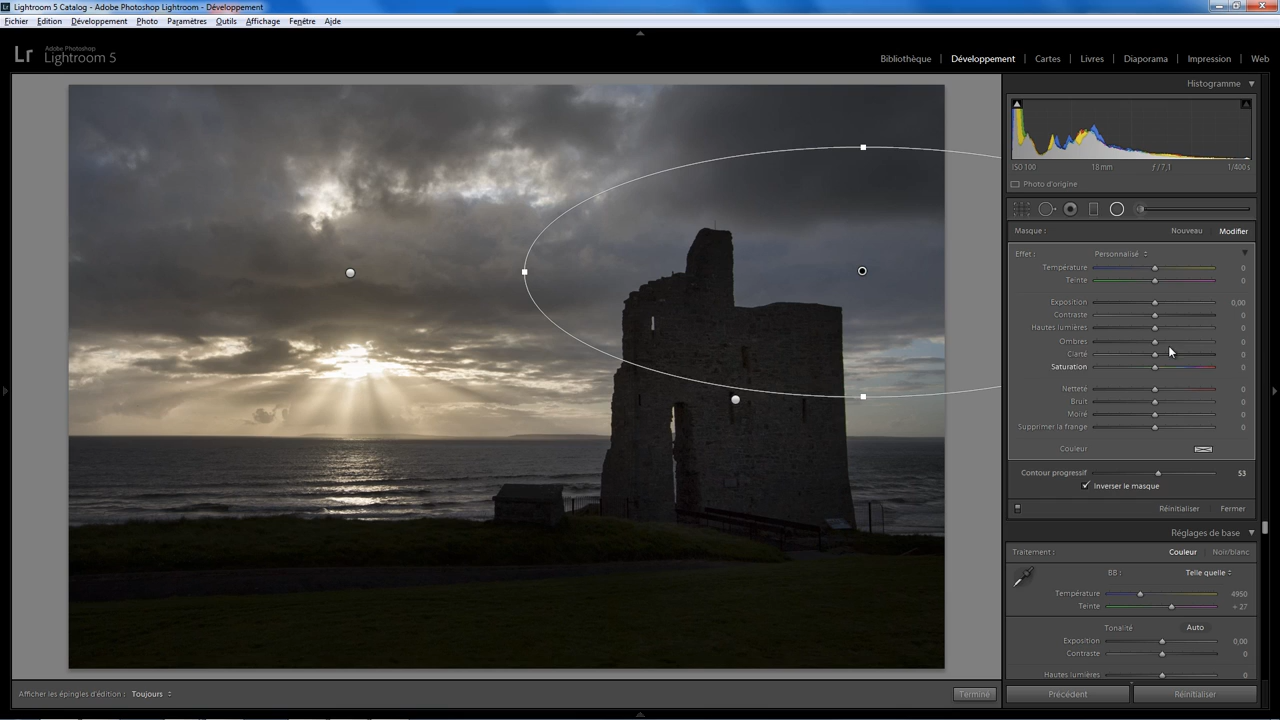 Lightroom 5 Catalog - Adobe Photoshop Lightroom - Développement
Fichier Edition Développement Photo Paramètres Outils Affichage Fenêtre Aide
Lr Adobe Photoshop
Lightroom 5
Bibliothèque | Développement | Cartes | Livres | Diaporama | Impression | Web
Histogramme
ISO 100 18 mm ƒ / 7,1 1/400 s
Photo d'origine
Masque : Nouveau Modifier
Effet : Personnalisé
Température 0
Teinte 0
Exposition 0,00
Contraste 0
Hautes lumières 0
Ombres 0
Clarté 0
Saturation 0
Netteté 0
Bruit 0
Moiré 0
Supprimer la frange 0
Couleur
Contour progressif 53
Inverser le masque
Réinitialiser Fermer
Réglages de base
Traitement : Couleur Noir/blanc
BB : Telle quelle
Température 4950
Teinte + 27
Tonalité Auto
Exposition 0,00
Contraste 0
Hautes lumières 0
Afficher les épingles d'édition : Toujours Terminé Précédent Réinitialiser